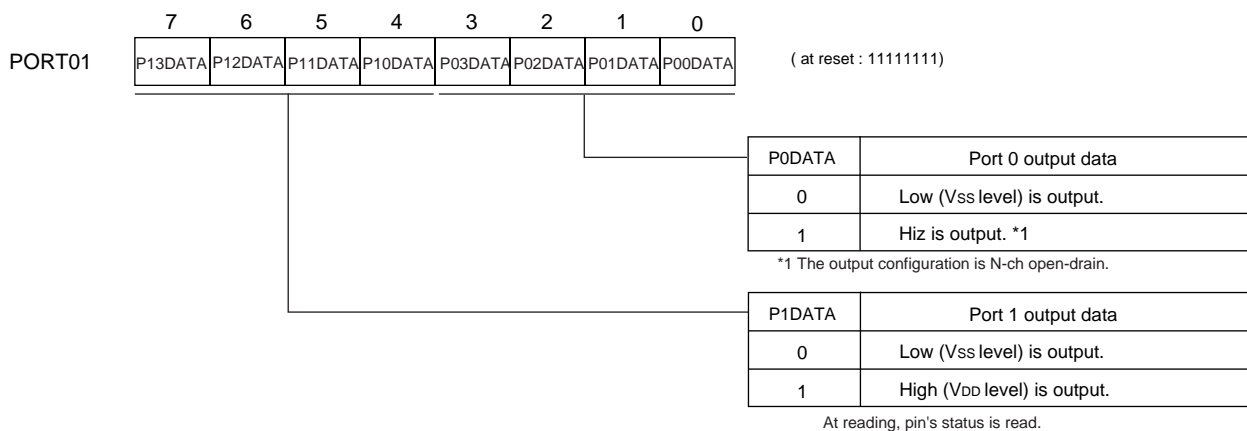 7 6 5 4 3 2 1 0
PORT01 P13DATA P12DATA P11DATA P10DATA P03DATA P02DATA P01DATA P00DATA ( at reset : 11111111)
P0DATA Port 0 output data
0 Low (VSS level) is output.
1 Hiz is output. *1
*1 The output configuration is N-ch open-drain.
P1DATA Port 1 output data
0 Low (VSS level) is output.
1 High (VDD level) is output.
At reading, pin's status is read.